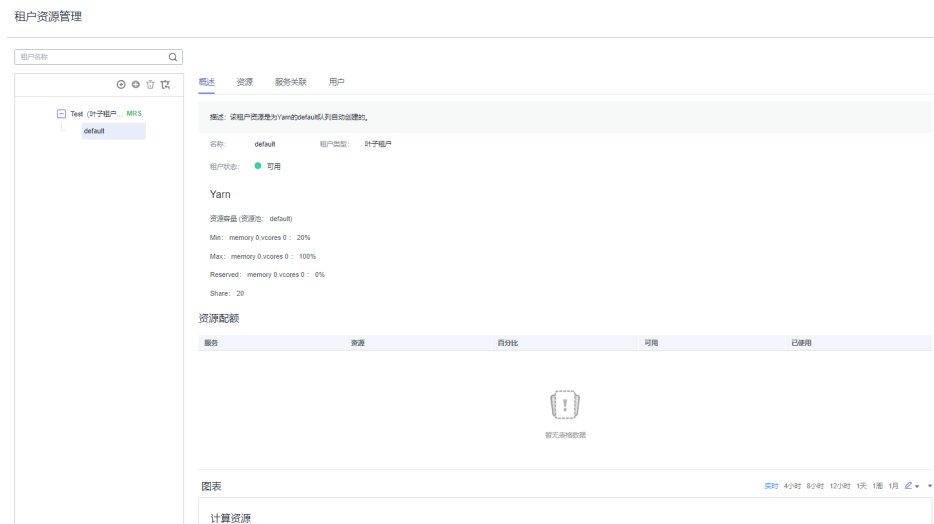 租户资源管理
租户名称
概述 资源 服务关联 用户
Test（叶子租户... MRS
default
描述: 该租户资源是为Yarn的default队列自动创建的。
名称: default 租户类型: 叶子租户
租户状态: 可用
Yarn
资源容量 (资源池: default)
Min: memory 0,vcores 0 : 20%
Max: memory 0,vcores 0 : 100%
Reserved: memory 0,vcores 0 : 0%
Share: 20
资源配额
服务 资源 百分比 可用 已使用
暂无表格数据
图表
实时 4小时 8小时 12小时 1天 1周 1月
计算资源